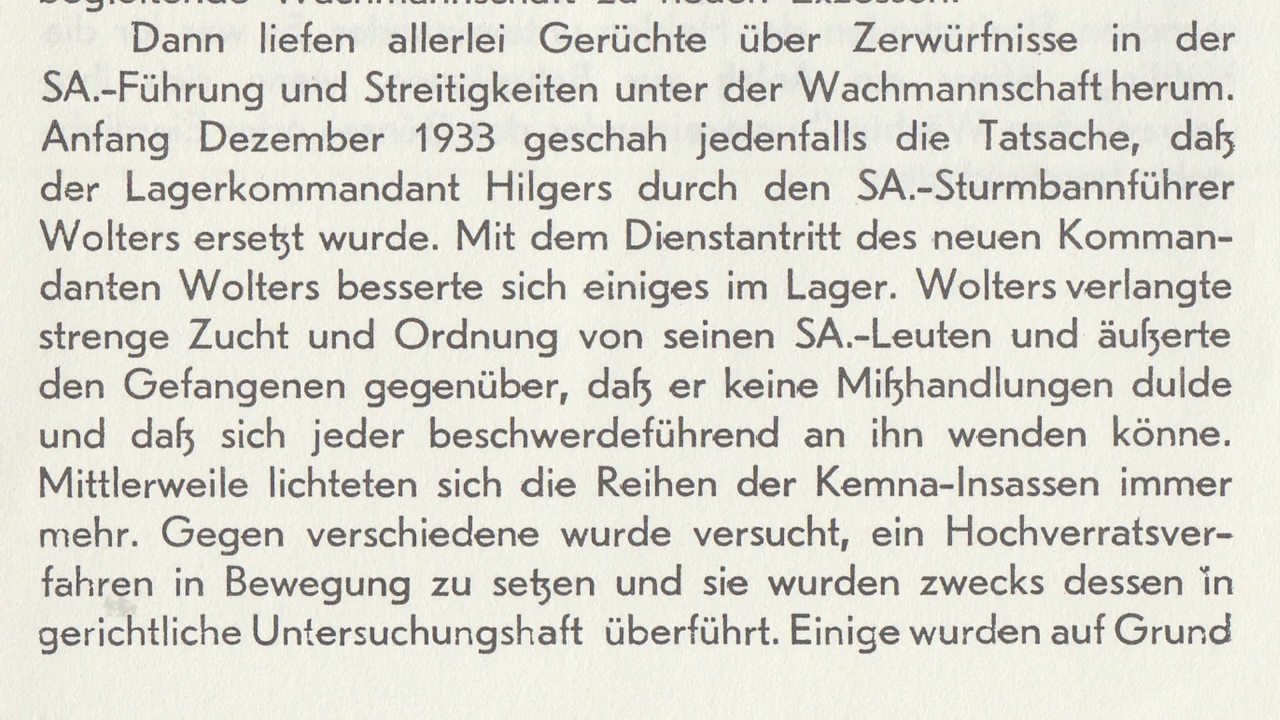 begleitende Wachmannschaft zu neuen Exzessen.
Dann liefen allerlei Gerüchte über Zerwürfnisse in der
SA.-Führung und Streitigkeiten unter der Wachmannschaft herum.
Anfang Dezember 1933 geschah jedenfalls die Tatsache, daß
der Lagerkommandant Hilgers durch den SA.-Sturmbannführer
Wolters ersetzt wurde. Mit dem Dienstantritt des neuen Komman-
danten Wolters besserte sich einiges im Lager. Wolters verlangte
strenge Zucht und Ordnung von seinen SA.-Leuten und äußerte
den Gefangenen gegenüber, daß er keine Mißhandlungen dulde
und daß sich jeder beschwerdeführend an ihn wenden könne.
Mittlerweile lichteten sich die Reihen der Kemna-Insassen immer
mehr. Gegen verschiedene wurde versucht, ein Hochverratsver-
fahren in Bewegung zu setzen und sie wurden zwecks dessen in
gerichtliche Untersuchungshaft überführt. Einige wurden auf Grund